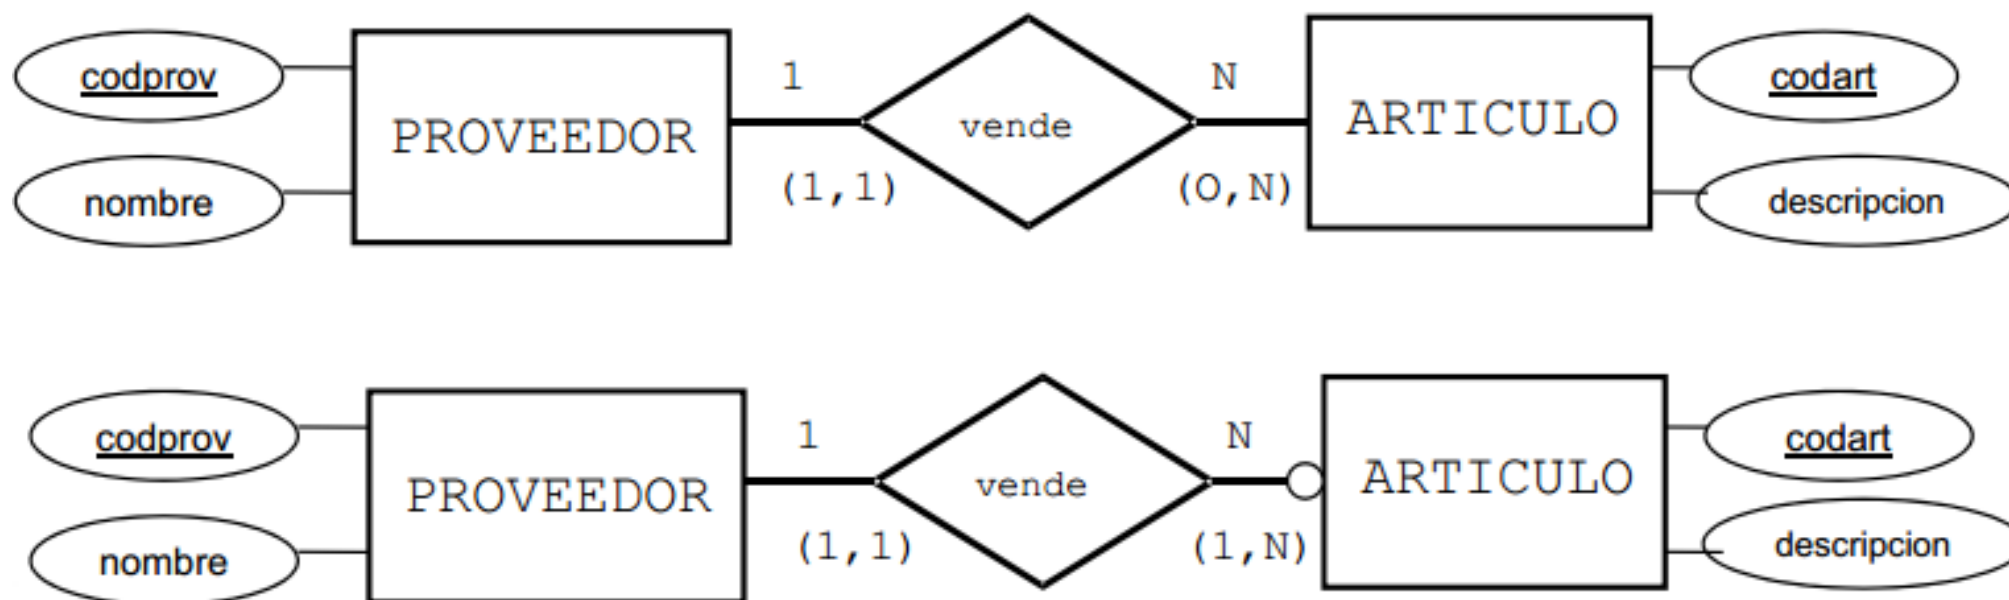 codprov
nombre
PROVEEDOR
1
(1,1)
vende
N
(O,N)
ARTICULO
codart
descripcion
codprov
nombre
PROVEEDOR
1
(1,1)
vende
N
(1,N)
ARTICULO
codart
descripcion